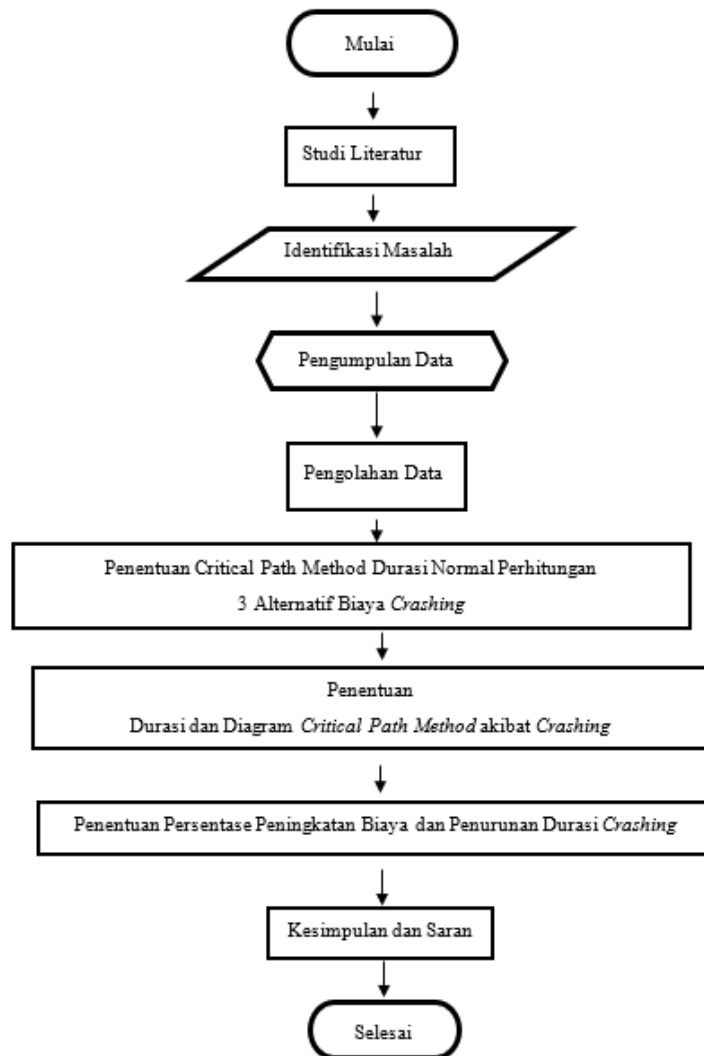 Mulai
Studi Literatur
Identifikasi Masalah
Pengumpulan Data
Pengolahan Data
Penentuan Critical Path Method Durasi Normal Perhitungan
3 Alternatif Biaya Crashing
Penentuan
Durasi dan Diagram Critical Path Method akibat Crashing
Penentuan Persentase Peningkatan Biaya dan Penurunan Durasi Crashing
Kesimpulan dan Saran
Selesai